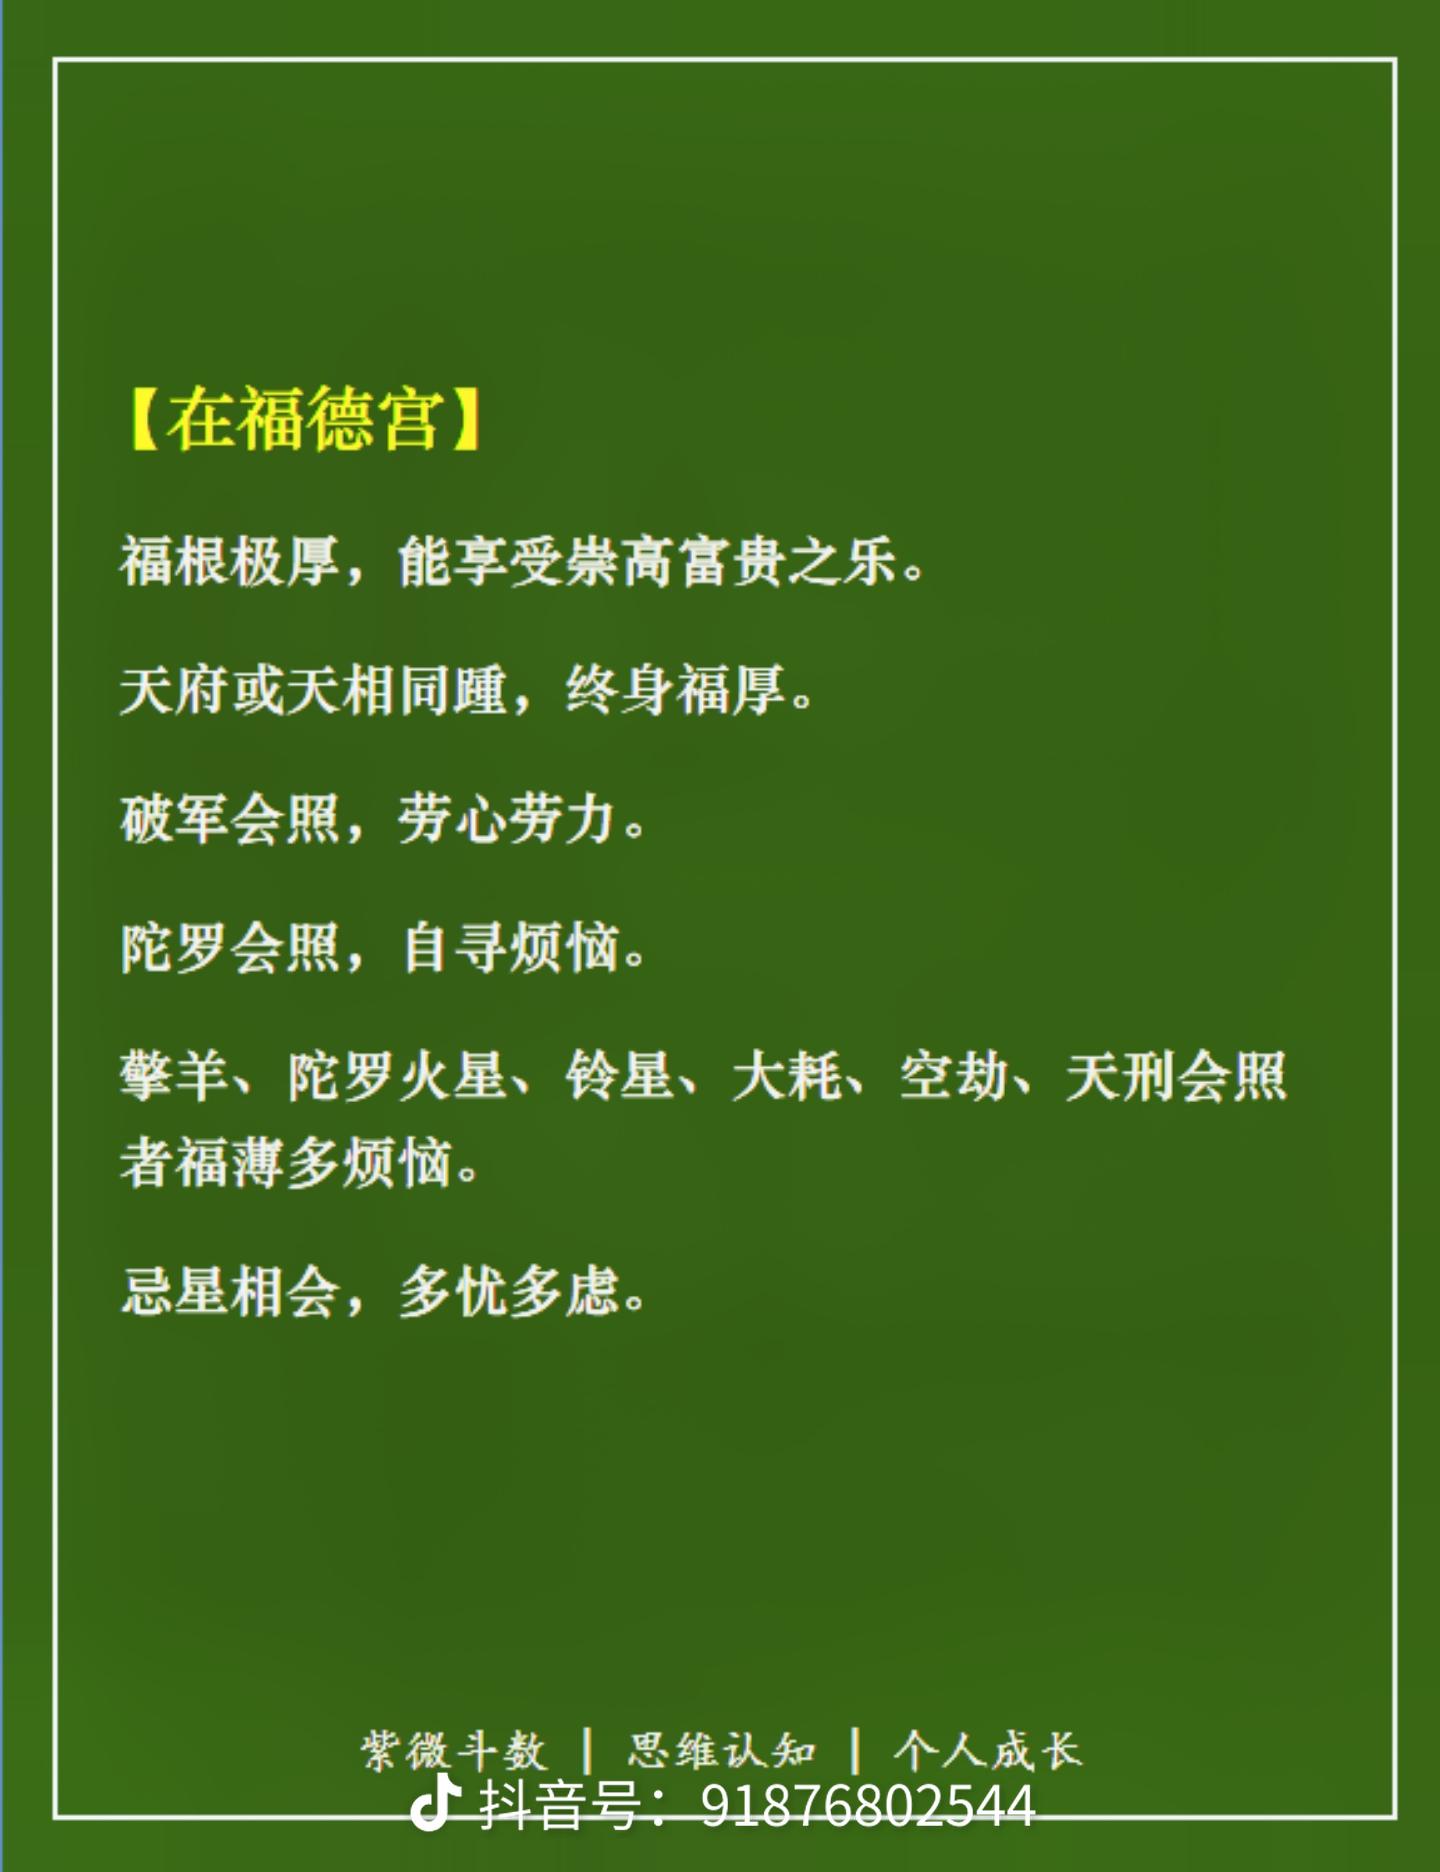 【在福德宫】
福根极厚，能享受崇高富贵之乐。
天府或天相同踵，终身福厚。
破军会照，劳心劳力。
陀罗会照，自寻烦恼。
擎羊、陀罗火星、铃星、大耗、空劫、天刑会照
者福薄多烦恼。
忌星相会，多忧多虑。
紫微斗数 | 思维认知 | 个人成长
抖音号：91876802544